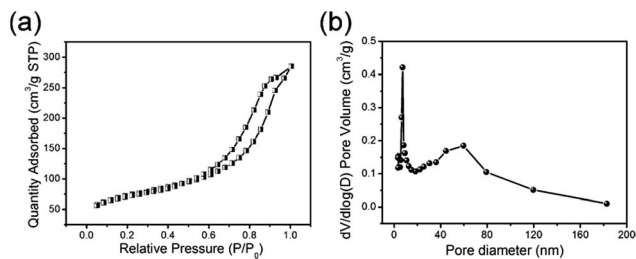 (a)
Quantity Adsorbed (cm³/g STP)
300
250
200
150
100
50
0.0 0.2 0.4 0.6 0.8 1.0
Relative Pressure (P/P₀)
(b)
dV/dlog(D) Pore Volume (cm³/g)
0.5
0.4
0.3
0.2
0.1
0.0
0 40 80 120 160 200
Pore diameter (nm)